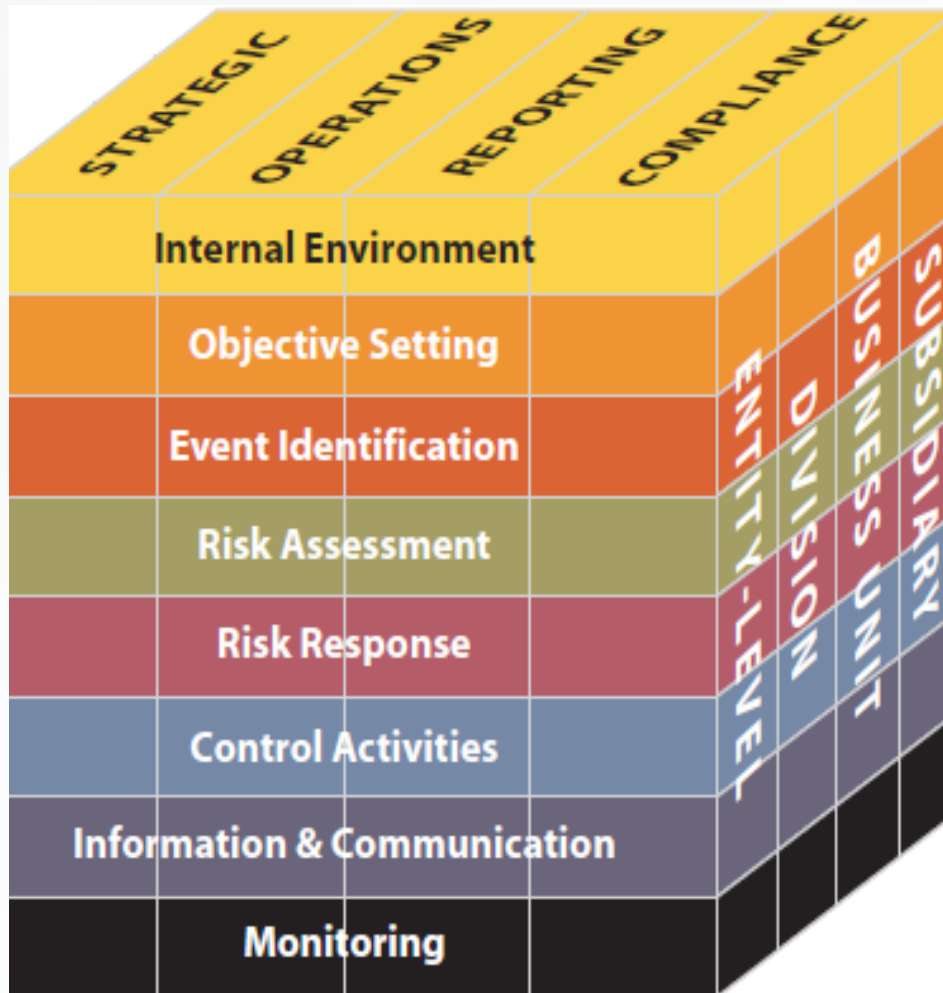 STRATEGIC
OPERATIONS
REPORTING
COMPLIANCE
Internal Environment
Objective Setting
Event Identification
Risk Assessment
Risk Response
Control Activities
Information & Communication
Monitoring
ENTITY-LEVEL
DIVISION
BUSINESS UNIT
SUBSIDIARY